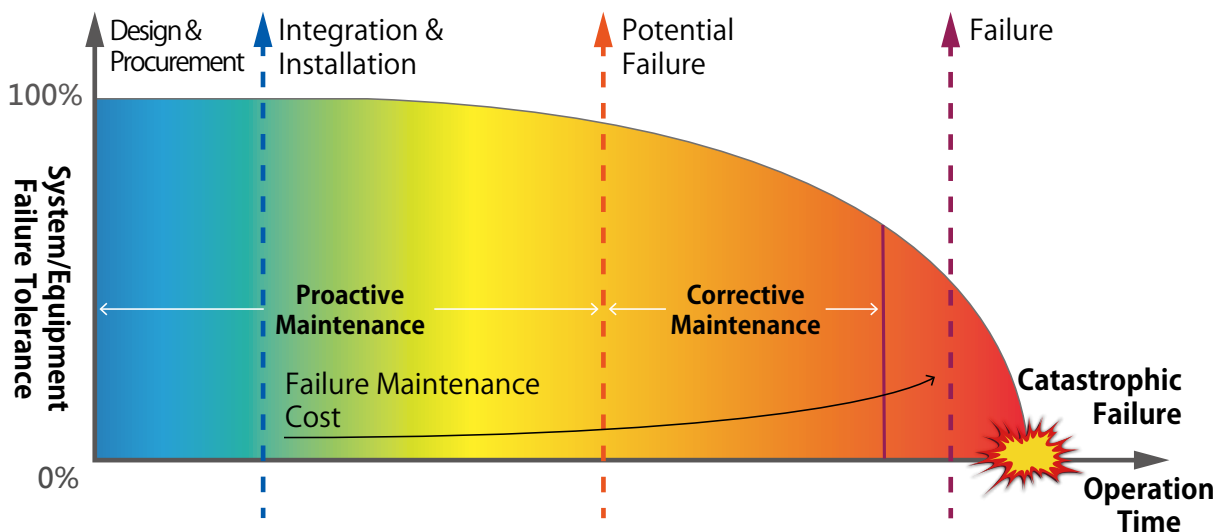 Design &
Procurement
Integration &
Installation
Potential
Failure
Failure
100%
System/Equipment
Failure Tolerance
Proactive
Maintenance
Corrective
Maintenance
Failure Maintenance
Cost
Catastrophic
Failure
0%
Operation
Time